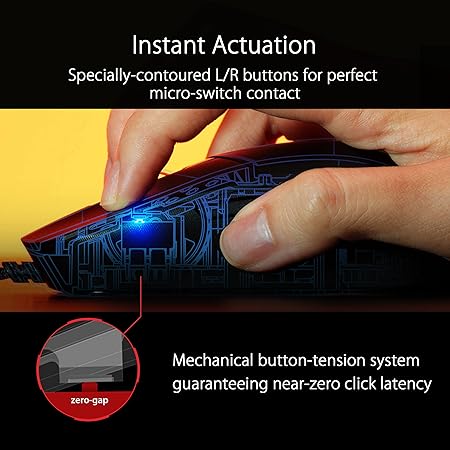 Instant Actuation
Specially-contoured L/R buttons for perfect
micro-switch contact
zero-gap
Mechanical button-tension system
guaranteeing near-zero click latency